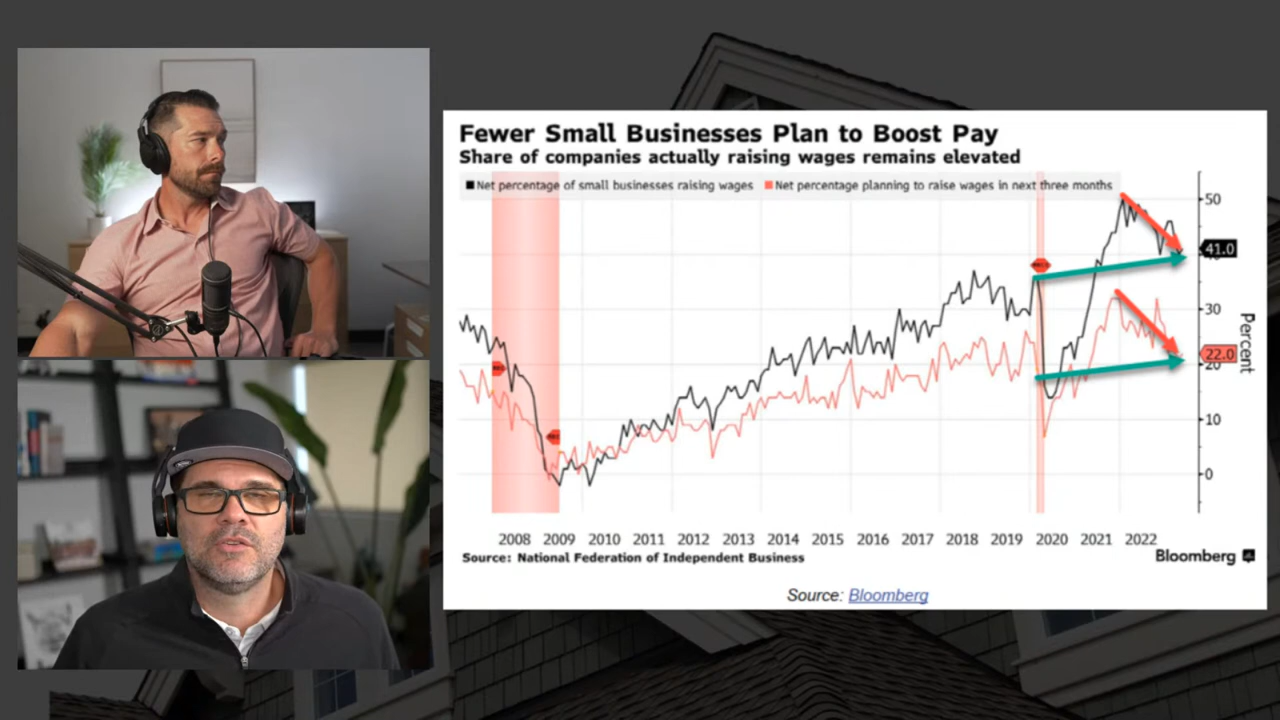 Fewer Small Businesses Plan to Boost Pay
Share of companies actually raising wages remains elevated
Net percentage of small businesses raising wages Net percentage planning to raise wages in next three months
50
41.0
30
22.0
20
10
0
Percent
2008 2009 2010 2011 2012 2013 2014 2015 2016 2017 2018 2019 2020 2021 2022
Source: National Federation of Independent Business
Bloomberg
Source: Bloomberg